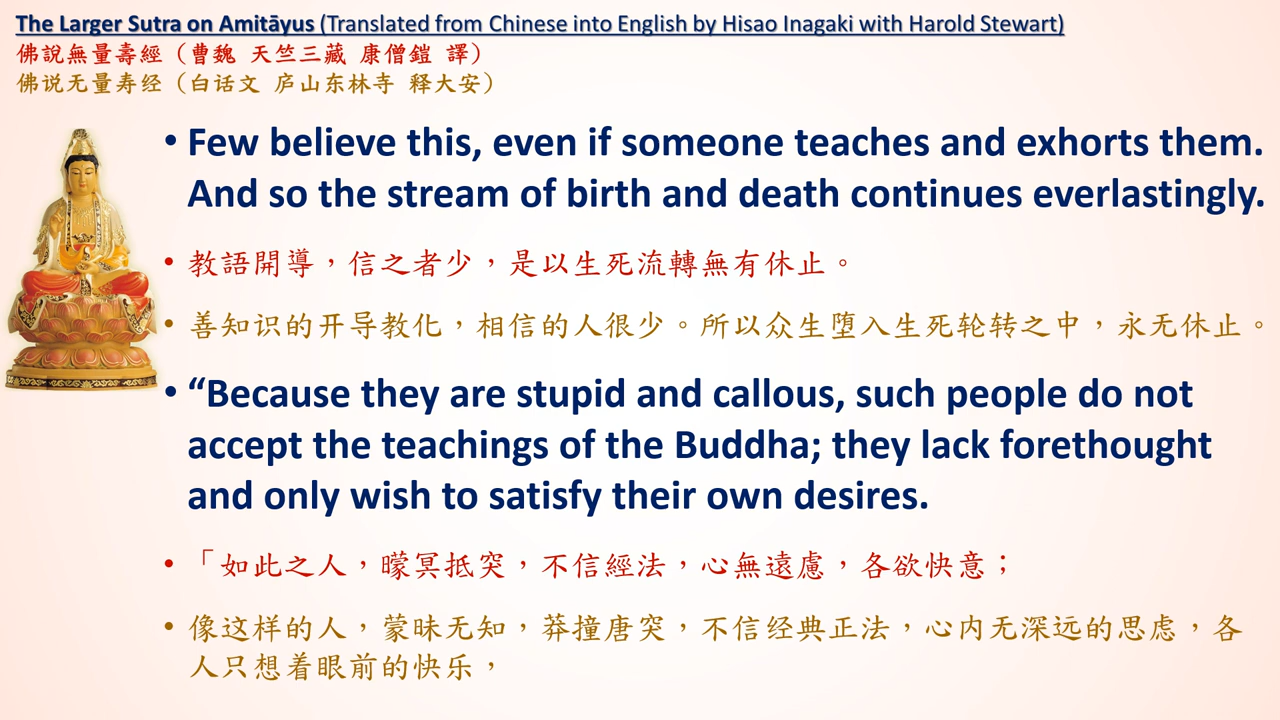 The Larger Sutra on Amitāyus (Translated from Chinese into English by Hisao Inagaki with Harold Stewart)
佛說無量壽經（曹魏 天竺三藏 康僧鎧 譯）
佛说无量寿经（白话文 庐山东林寺 释大安）
• Few believe this, even if someone teaches and exhorts them.
And so the stream of birth and death continues everlastingly.
• 教語開導，信之者少，是以生死流轉無有休止。
• 善知识的开导教化，相信的人很少。所以众生堕入生死轮转之中，永无休止。
• “Because they are stupid and callous, such people do not
accept the teachings of the Buddha; they lack forethought
and only wish to satisfy their own desires.
• 「如此之人，曚冥抵突，不信經法，心無遠慮，各欲快意；
• 像这样的人，蒙昧无知，莽撞唐突，不信经典正法，心内无深远的思虑，各
人只想着眼前的快乐，